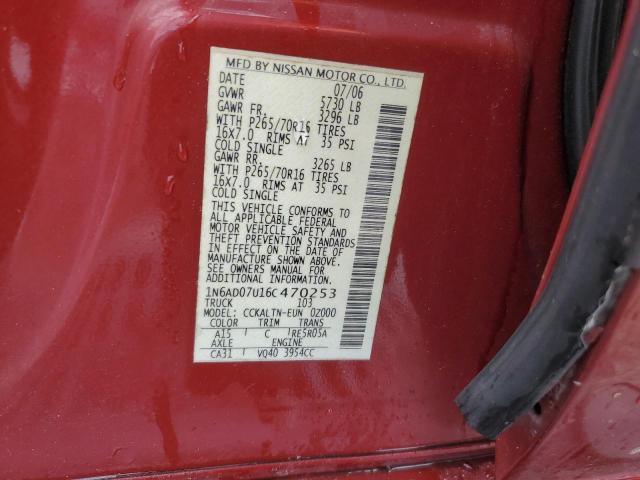 MFD BY NISSAN MOTOR CO., LTD.
DATE 07/06
GVWR 5730 LB
GAWR FR. 3296 LB
WITH P265/70R16 TIRES
16X7.0 RIMS AT 35 PSI
COLD SINGLE
GAWR RR. 3265 LB
WITH P265/70R16 TIRES
16X7.0 RIMS AT 35 PSI
COLD SINGLE
THIS VEHICLE CONFORMS TO
ALL APPLICABLE FEDERAL
MOTOR VEHICLE SAFETY AND
THEFT PREVENTION STANDARDS
IN EFFECT ON THE DATE OF
MANUFACTURE SHOWN ABOVE.
SEE OWNERS MANUAL FOR
ADDITIONAL INFORMATION.
1N6AD07U16C470253
TRUCK 103
MODEL: CCKALTN-EUN 0Z000
COLOR TRIM TRANS
A15 C RE5R05A
AXLE ENGINE
CA31 VQ40 3954CC